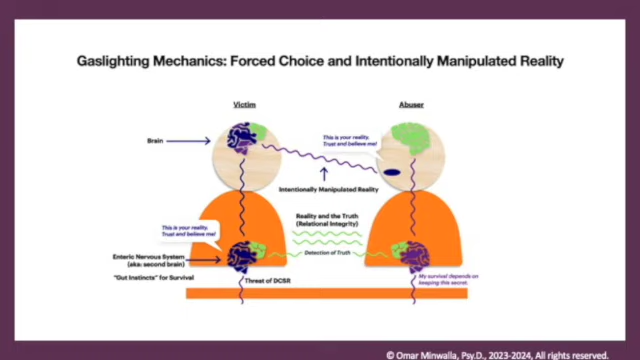 Gaslighting Mechanics: Forced Choice and Intentionally Manipulated Reality
Victim
Abuser
Brain
This is your reality.
Trust and believe me!
Intentionally Manipulated Reality
Reality and the Truth
(Relational Integrity)
This is your reality.
Trust and believe me!
Detection of Truth
Enteric Nervous System
(aka: second brain)
"Gut Instincts" for Survival
Threat of DCSR
My survival depends on
keeping this secret.
© Omar Minwalla, Psy.D., 2023-2024, All rights reserved.